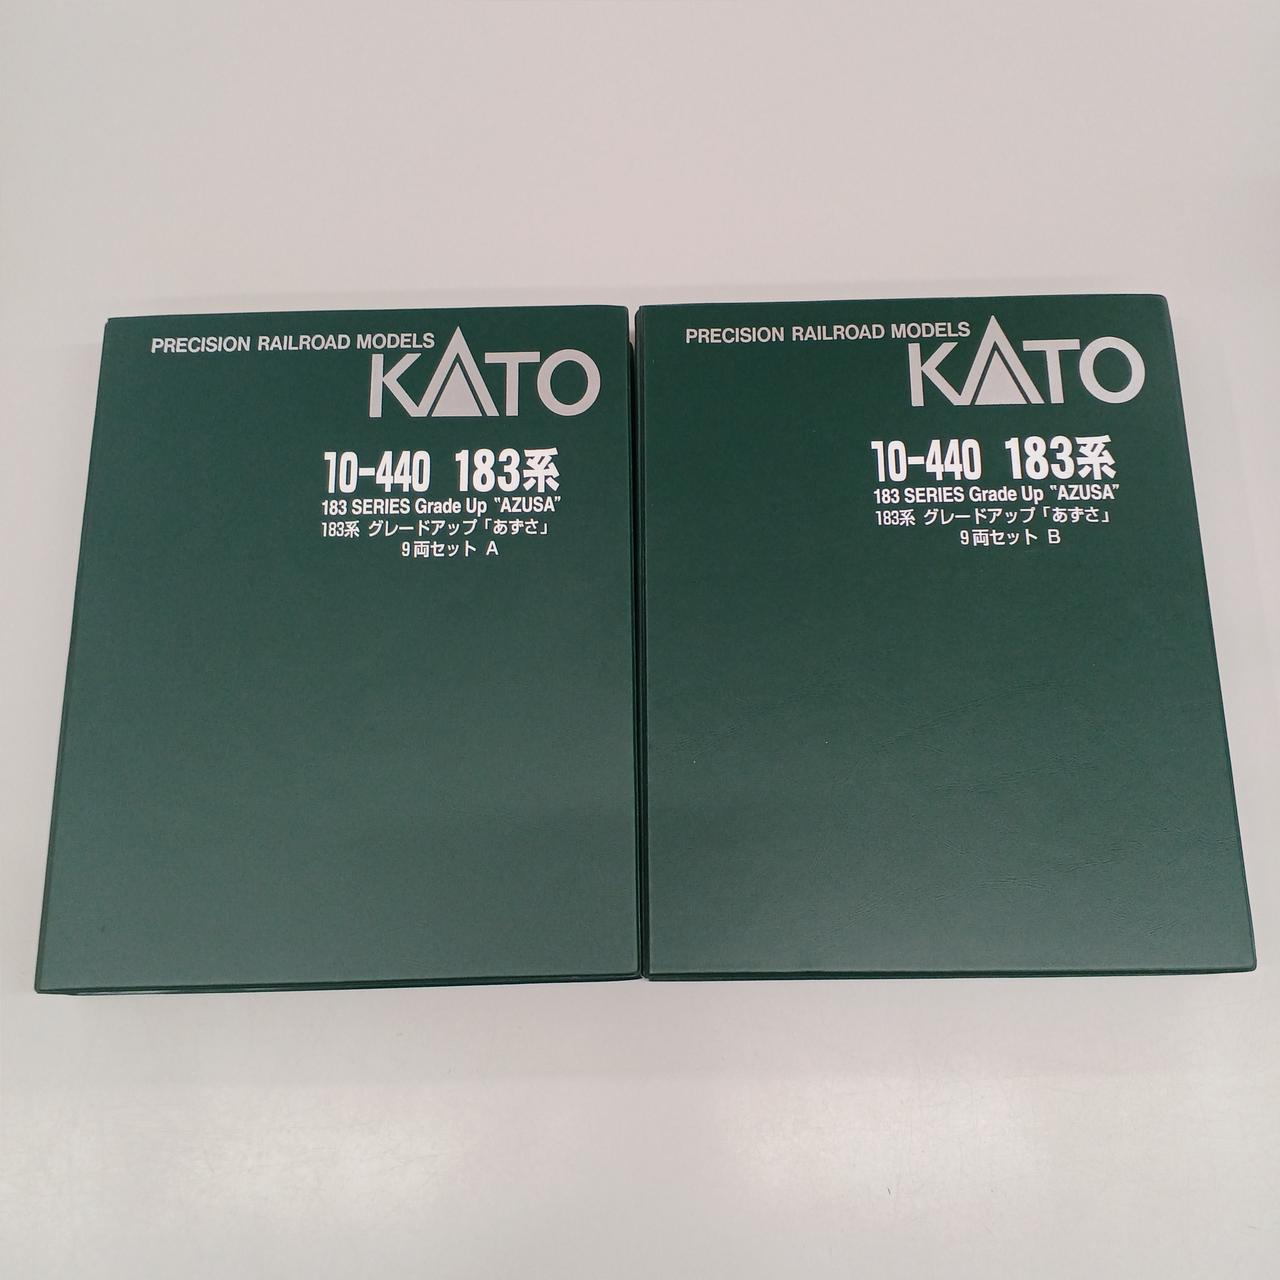 PRECISION RAILROAD MODELS
KATO
10-440 183系
183 SERIES Grade Up "AZUSA"
183系 グレードアップ「あずさ」
9両セット A
PRECISION RAILROAD MODELS
KATO
10-440 183系
183 SERIES Grade Up "AZUSA"
183系 グレードアップ「あずさ」
9両セット B